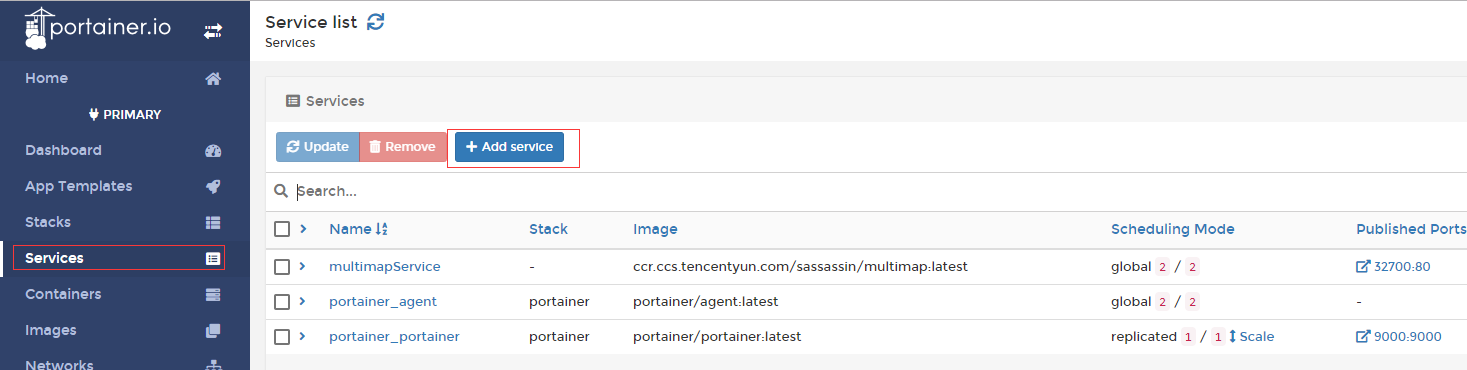 portainer.io
Home
PRIMARY
Dashboard
App Templates
Stacks
Services
Containers
Images
Networks
Service list
Services
Services
Update Remove Add service
Search...
Name Stack Image Scheduling Mode Published Ports
multimapService - ccr.ccs.tencentyun.com/sassassin/multimap:latest global 2 / 2 32700:80
portainer_agent portainer portainer/agent:latest global 2 / 2 -
portainer_portainer portainer portainer/portainer:latest replicated 1 / 1 Scale 9000:9000